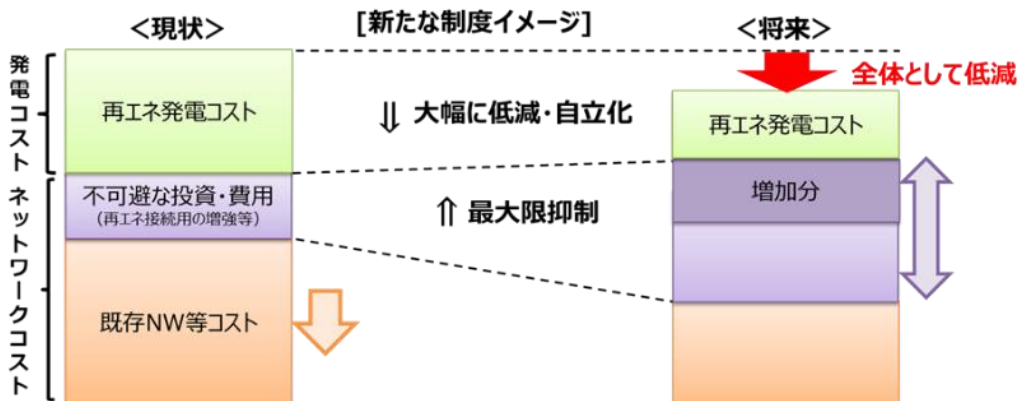 <現状>
[新たな制度イメージ]
<将来>
発電コスト
再エネ発電コスト
⇓ 大幅に低減・自立化
全体として低減
再エネ発電コスト
ネットワークコスト
不可避な投資・費用
(再エネ接続用の増強等)
⇑ 最大限抑制
増加分
既存NW等コスト